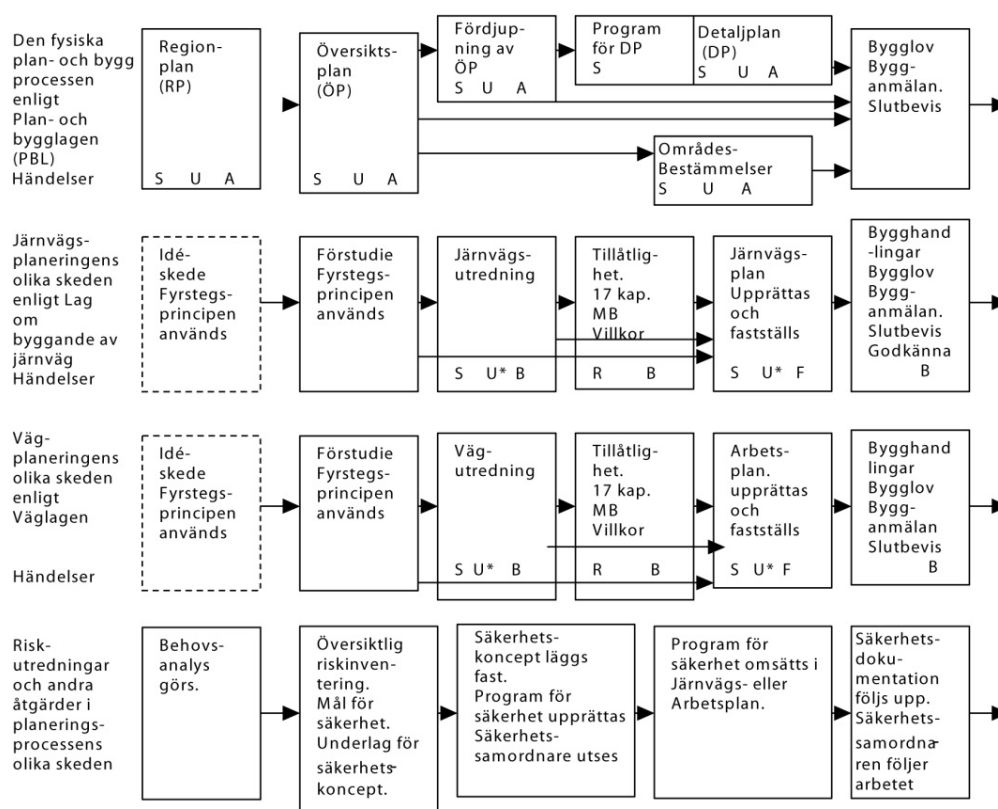 Den fysiska
plan- och bygg
processen
enligt
Plan- och
bygglagen
(PBL)
Händelser
Region-
plan
(RP)
S U A
Översikts-
plan
(ÖP)
S U A
Fördjup-
ning av
ÖP
S U A
Program
för DP
S
Detaljplan
(DP)
S U A
Områdes-
Bestämmelser
S U A
Bygglov
Bygg-
anmälan.
Slutbevis
Järnvägs-
planeringens
olika skeden
enligt Lag
om
byggande av
järnväg
Händelser
Idé-
skede
Fyrstegs-
principen
används
Förstudie
Fyrstegs-
principen
används
Järnvägs-
utredning
S U* B
Tillåtlig-
het.
17 kap.
MB
Villkor
R B
Järnvägs-
plan
Upprättas
och
fastställs
S U* F
Bygghand
-lingar
Bygglov
Bygg-
anmälan.
Slutbevis
Godkänna
B
Väg-
planeringens
olika skeden
enligt
Väglagen
Händelser
Idé-
skede
Fyrstegs-
principen
används
Förstudie
Fyrstegs-
principen
används
Väg-
utredning
S U* B
Tillåtlig-
het.
17 kap.
MB
Villkor
R B
Arbets-
plan.
upprättas
och
fastställs
S U* F
Bygghand
lingar
Bygglov
Bygg-
anmälan
Slutbevis
B
Risk-
utredningar
och andra
åtgärder i
planerings-
processens
olika skeden
Behovs-
analys
görs.
Översiktlig
riskinven-
tering.
Mål för
säkerhet.
Underlag för
säkerhets-
koncept.
Säkerhets-
koncept läggs
fast.
Program för
säkerhet upprättas
Säkerhets-
samordnare utses
Program för
säkerhet omsätts i
Järnvägs- eller
Arbetsplan.
Säkerhets-
doku-
mentation
följs upp.
Säkerhets-
samordna-
ren följer
arbetet